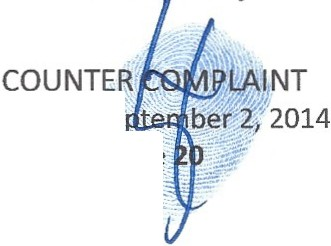 COUNTER COMPLAINT
ptember 2, 2014
20